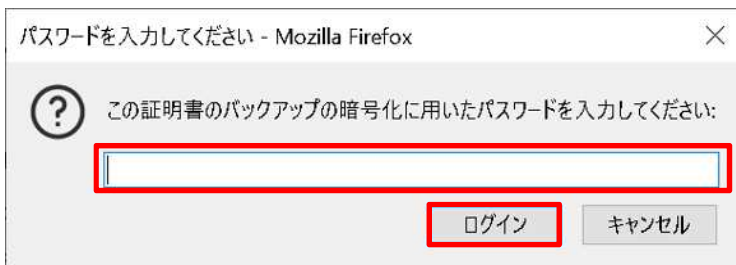 パスワードを入力してください - Mozilla Firefox
この証明書のバックアップの暗号化に用いたパスワードを入力してください:
ログイン
キャンセル